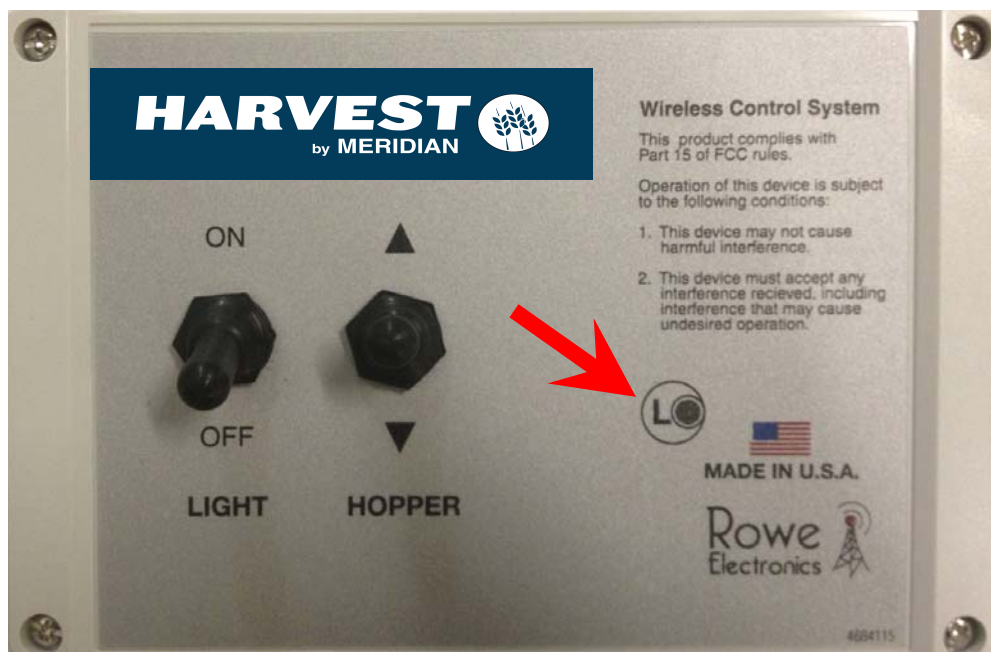 HARVEST
by MERIDIAN
ON
OFF
LIGHT
HOPPER
Wireless Control System
This product complies with
Part 15 of FCC rules.
Operation of this device is subject
to the following conditions:
1. This device may not cause
harmful interference.
2. This device must accept any
interference recieved, including
interference that may cause
undesired operation.
L
MADE IN U.S.A.
Rowe
Electronics
4684115